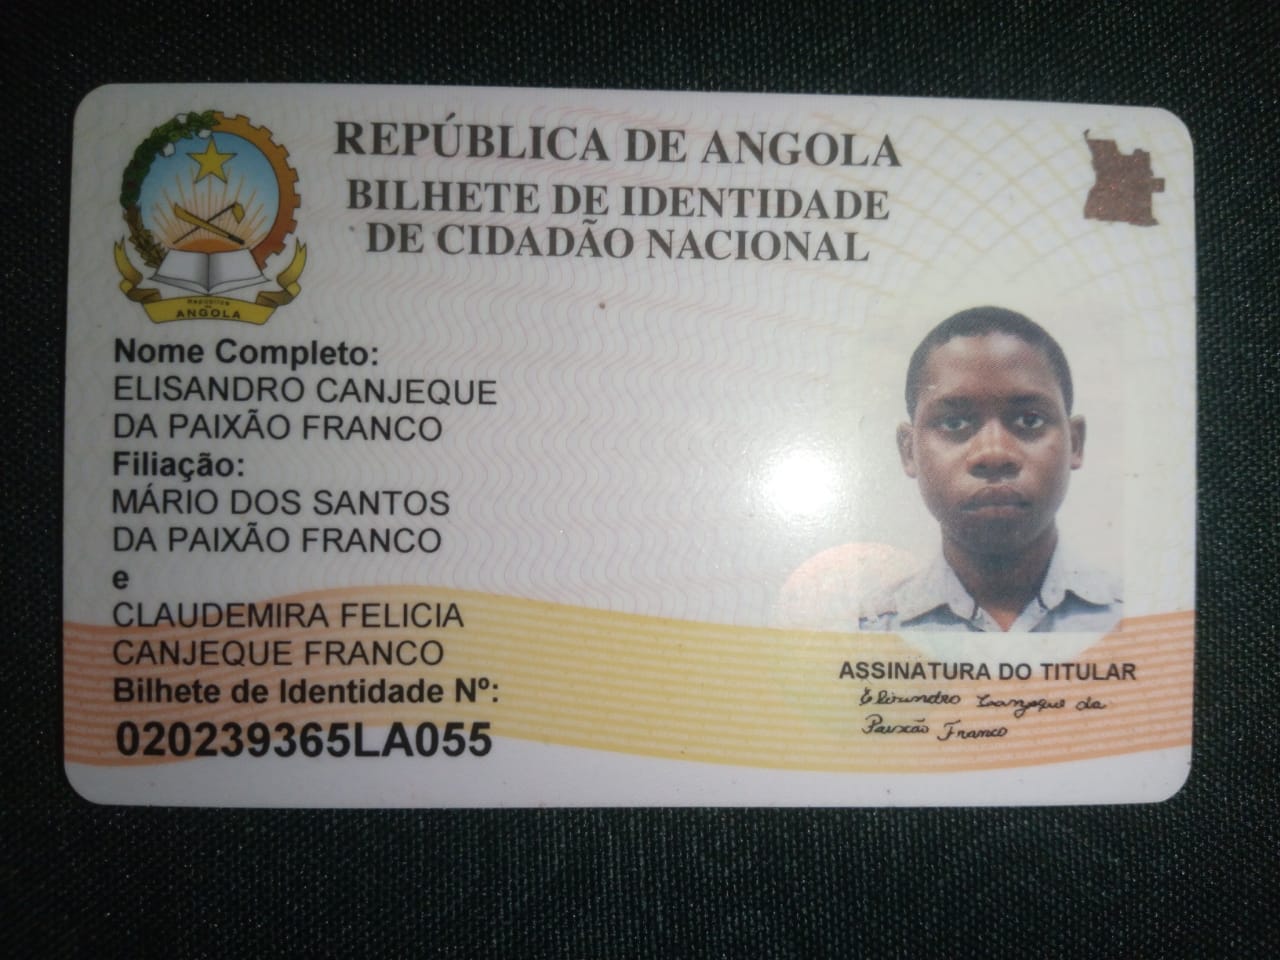 REPÚBLICA DE ANGOLA
BILHETE DE IDENTIDADE
DE CIDADÃO NACIONAL
República
de
ANGOLA
Nome Completo:
ELISANDRO CANJEQUE
DA PAIXÃO FRANCO
Filiação:
MÁRIO DOS SANTOS
DA PAIXÃO FRANCO
e
CLAUDEMIRA FELICIA
CANJEQUE FRANCO
Bilhete de Identidade Nº:
020239365LA055
ASSINATURA DO TITULAR
Elisandro Canjeque da
Paixão Franco